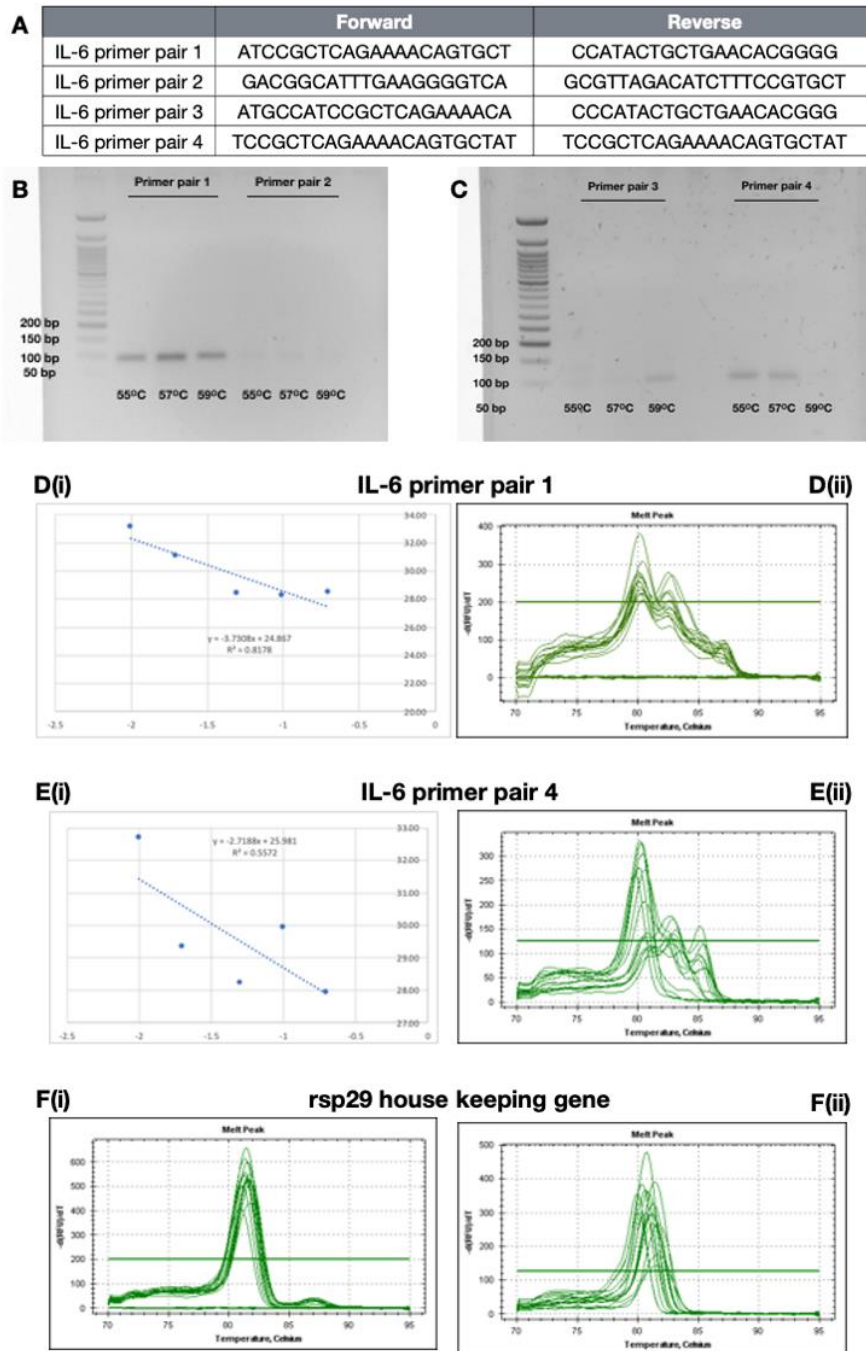 A
Forward Reverse
IL-6 primer pair 1 ATCCGCTCAGAAAACAGTGCT CCATACTGCTGAACACGGGG
IL-6 primer pair 2 GACGGCATTTGAAGGGGTCA GCGTTAGACATCTTTCCGTGCT
IL-6 primer pair 3 ATGCCATCCGCTCAGAAAACA CCCATACTGCTGAACACGGG
IL-6 primer pair 4 TCCGCTCAGAAAACAGTGCTAT TCCGCTCAGAAAACAGTGCTAT
B
Primer pair 1 Primer pair 2
200 bp
150 bp
100 bp
50 bp
55ºC 57ºC 59ºC 55ºC 57ºC 59ºC
C
Primer pair 3 Primer pair 4
200 bp
150 bp
100 bp
50 bp
55ºC 57ºC 59ºC 55ºC 57ºC 59ºC
D(i) IL-6 primer pair 1 D(ii)
34.00
32.00
30.00
28.00
26.00
24.00
22.00
20.00
y = -3.7308x + 24.867
R² = 0.8178
-2.5 -2 -1.5 -1 -0.5 0
Melt Peak
-d(RFU)/dT
400
300
200
100
0
70 75 80 85 90 95
Temperature, Celsius
E(i) IL-6 primer pair 4 E(ii)
33.00
32.00
31.00
30.00
29.00
28.00
27.00
y = -2.7188x + 25.981
R² = 0.5572
-2.5 -2 -1.5 -1 -0.5 0
Melt Peak
-d(RFU)/dT
300
250
200
150
100
50
0
70 75 80 85 90 95
Temperature, Celsius
F(i) rsp29 house keeping gene F(ii)
Melt Peak
-d(RFU)/dT
600
500
400
300
200
100
0
70 75 80 85 90 95
Temperature, Celsius
Melt Peak
-d(RFU)/dT
500
400
300
200
100
0
70 75 80 85 90 95
Temperature, Celsius